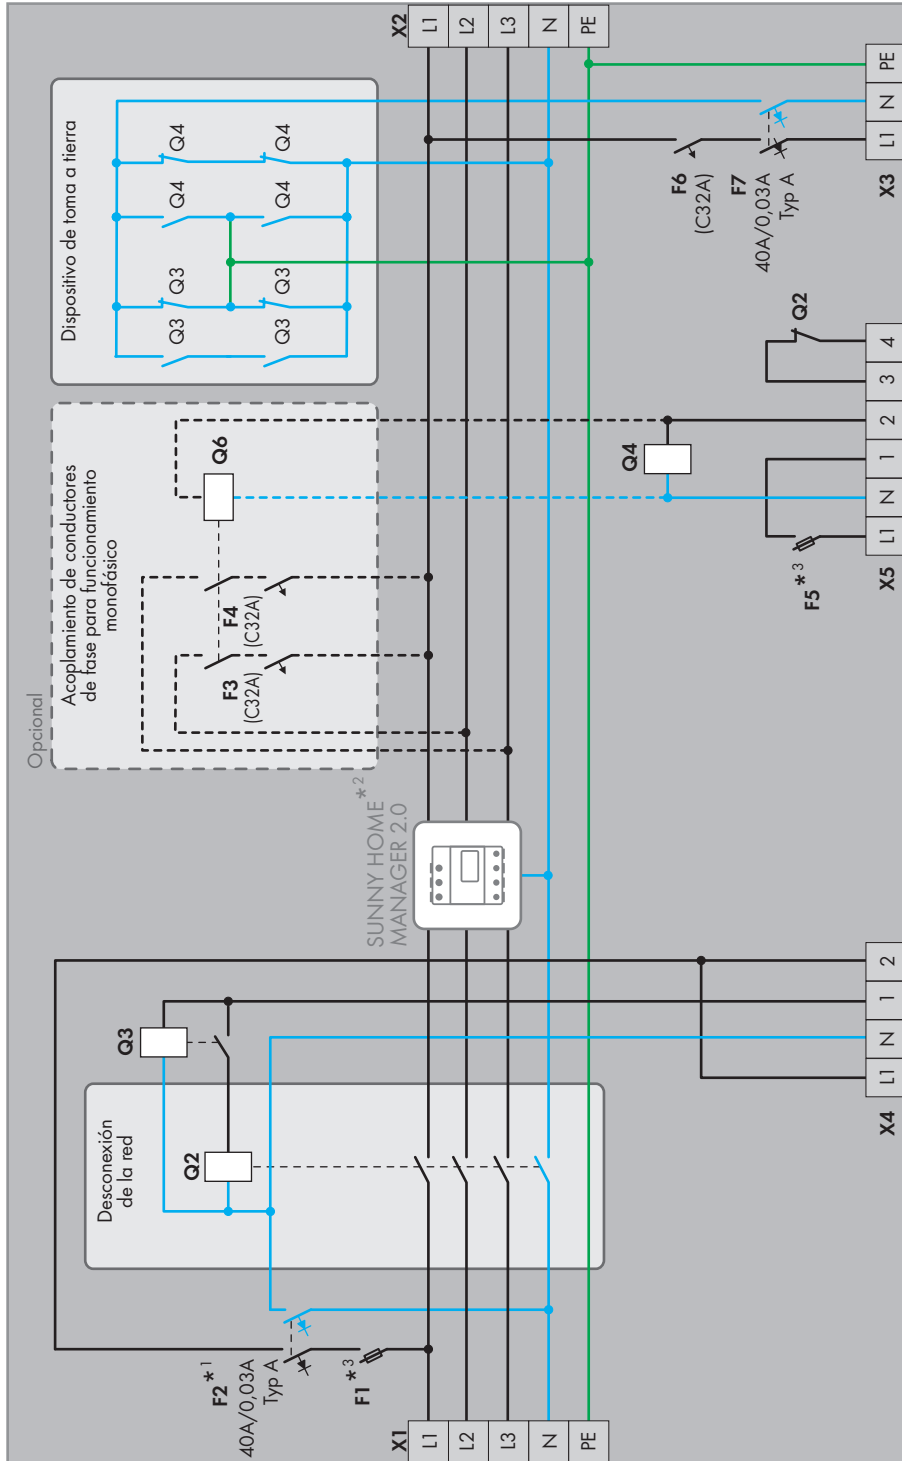 X1
L1
L2
L3
N
PE
F2 *1
40A/0,03A
Typ A
F1 *3
Desconexión
de la red
Q2
Q3
X4
L1
N
1
2
SUNNY HOME *2
MANAGER 2.0
Opcional
Acoplamiento de conductores
de fase para funcionamiento
monofásico
F3
(C32A)
F4
(C32A)
Q6
Q4
F5 *3
X5
L1
N
1
2
3
4
Q2
Dispositivo de toma a tierra
Q3
Q3
Q3
Q3
Q4
Q4
Q4
Q4
X2
L1
L2
L3
N
PE
F6
(C32A)
F7
40A/0,03A
Typ A
X3
L1
N
PE